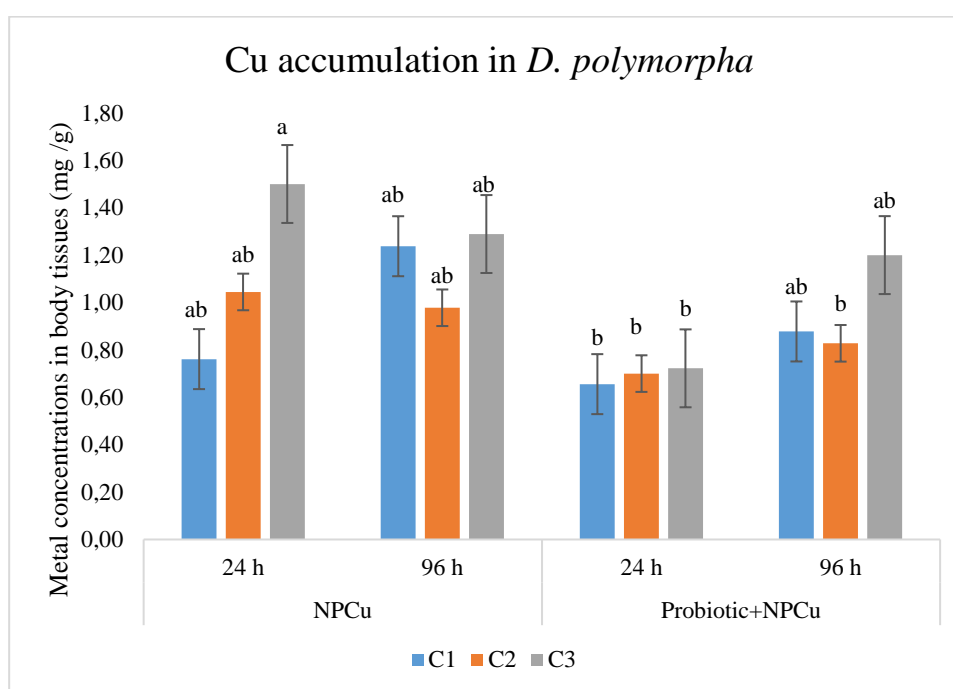 Cu accumulation in D. polymorpha
Metal concentrations in body tissues (mg /g)
1,80
1,60
1,40
1,20
1,00
0,80
0,60
0,40
0,20
0,00
ab
ab
a
ab
ab
ab
b
b
b
ab
b
ab
24 h
96 h
24 h
96 h
NPCu
Probiotic+NPCu
C1
C2
C3